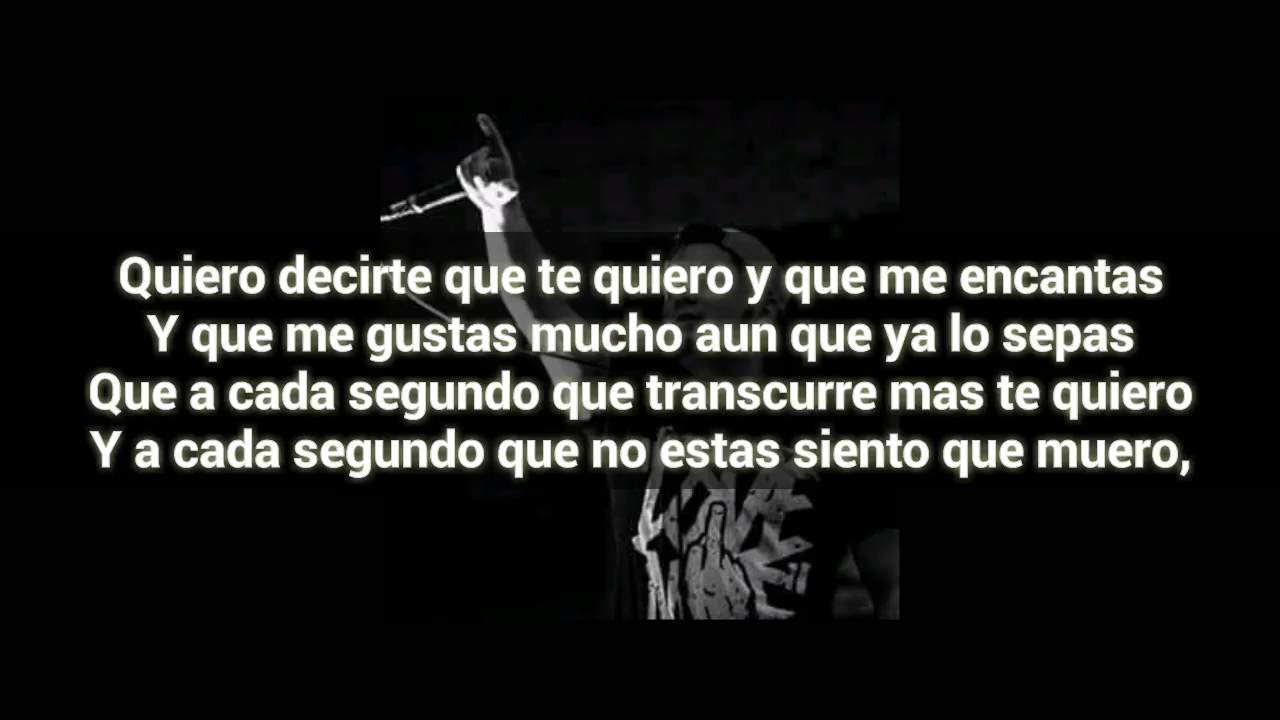 Quiero decirte que te quiero y que me encantas
Y que me gustas mucho aun que ya lo sepas
Que a cada segundo que transcurre mas te quiero
Y a cada segundo que no estas siento que muero,